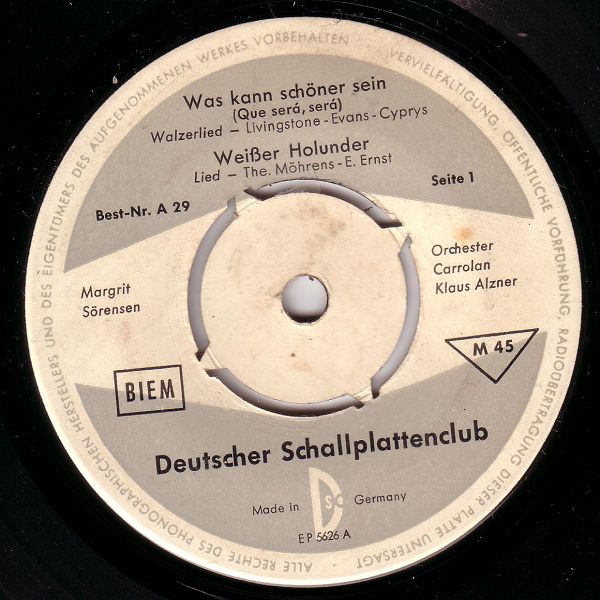 Was kann schöner sein
(Que será, será)
Walzerlied – Livingstone - Evans - Cyprys
Weißer Holunder
Lied – The. Möhrens - E. Ernst
Best-Nr. A 29
Seite 1
Margrit
Sörensen
Orchester
Carrolan
Klaus Alzner
BIEM
M 45
Deutscher Schallplattenclub
Made in
Dsc
Germany
EP 5626 A
ALLE RECHTE DES PHONOGRAPHISCHEN HERSTELLERS UND DES EIGENTÜMERS DES AUFGENOMMENEN WERKES VORBEHALTEN
VERVIELFÄLTIGUNG, ÖFFENTLICHE VORFÜHRUNG, RADIOÜBERTRAGUNG DIESER PLATTE UNTERSAGT